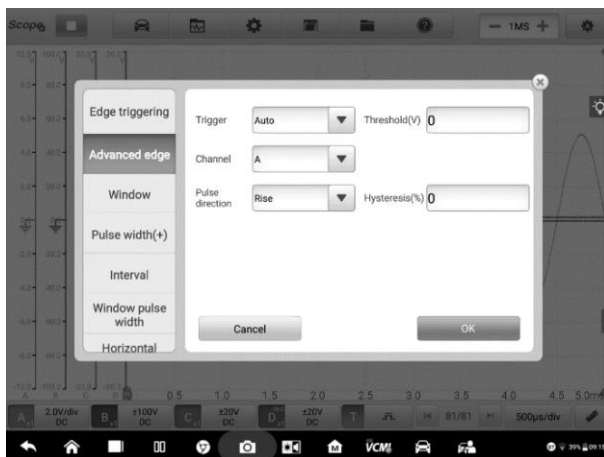 Scope
1MS
Edge triggering
Advanced edge
Window
Pulse width(+)
Interval
Window pulse
width
Horizontal
Trigger
Auto
Threshold(V)
0
Channel
A
Pulse
direction
Rise
Hysteresis(%)
0
Cancel
OK
0.5 1.0 1.5 2.0 2.5 3.0 3.5 4.0 4.5 5.0m
A 2.0V/div
DC
B ±100V
DC
C ±20V
DC
D ±20V
DC
T
81/81
500μs/div
VCMI
39%
09:15